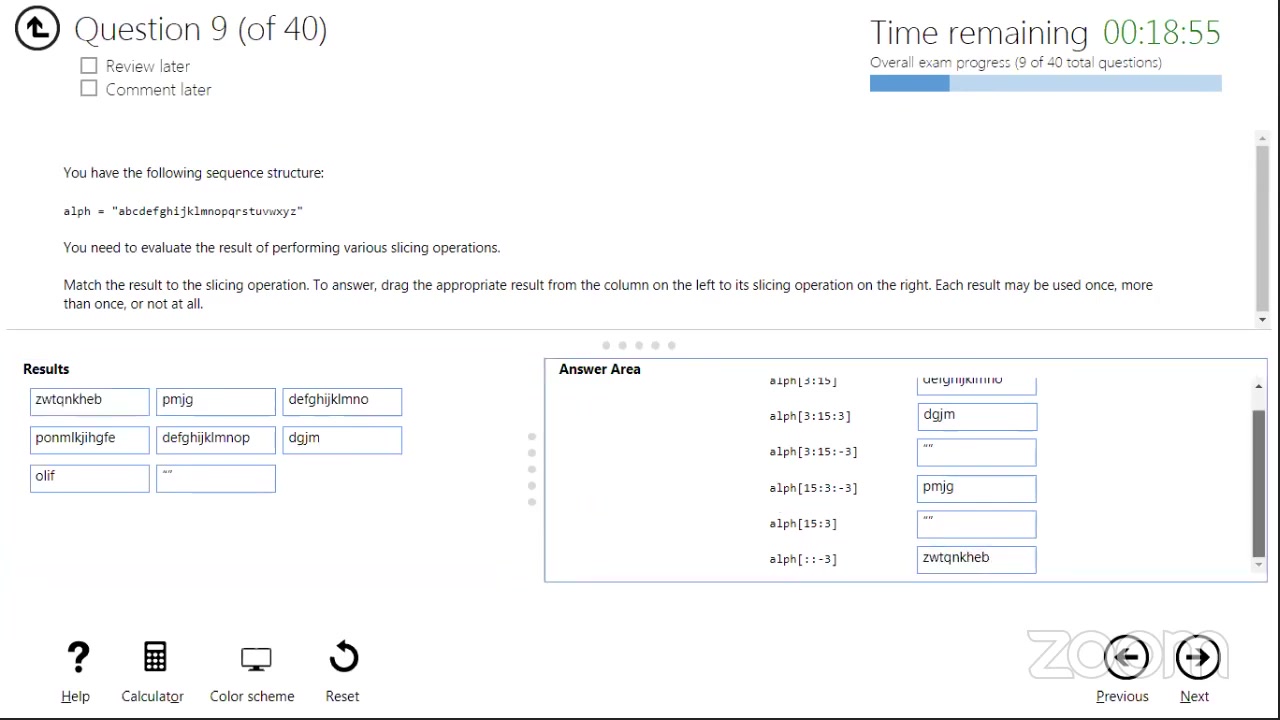 Question 9 (of 40)
Review later
Comment later
Time remaining 00:18:55
Overall exam progress (9 of 40 total questions)
You have the following sequence structure:
alph = "abcdefghijklmnopqrstuvwxyz"
You need to evaluate the result of performing various slicing operations.
Match the result to the slicing operation. To answer, drag the appropriate result from the column on the left to its slicing operation on the right. Each result may be used once, more
than once, or not at all.
Results
zwtqnkheb pmjg defghijklmno
ponmlkjihgfe defghijklmnop dgjm
olif ""
Answer Area
alph[3:15] defghijklmno
alph[3:15:3] dgjm
alph[3:15:-3] ""
alph[15:3:-3] pmjg
alph[15:3] ""
alph[::-3] zwtqnkheb
zoom
Help Calculator Color scheme Reset Previous Next